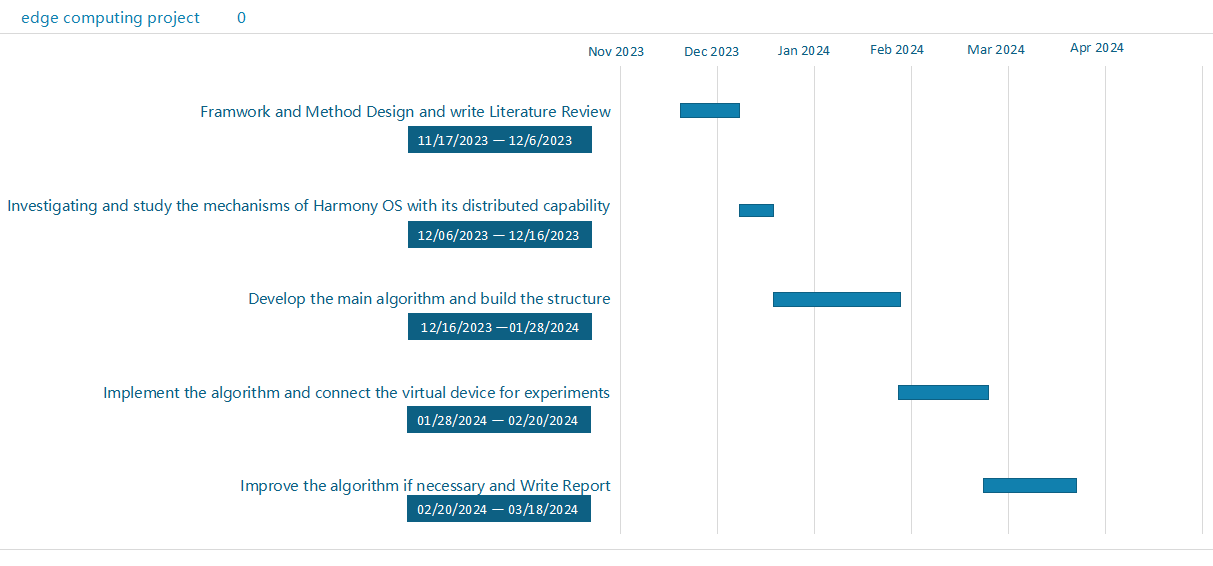 edge computing project 0
Nov 2023 Dec 2023 Jan 2024 Feb 2024 Mar 2024 Apr 2024
Framwork and Method Design and write Literature Review
11/17/2023 — 12/6/2023
Investigating and study the mechanisms of Harmony OS with its distributed capability
12/06/2023 — 12/16/2023
Develop the main algorithm and build the structure
12/16/2023 —01/28/2024
Implement the algorithm and connect the virtual device for experiments
01/28/2024 — 02/20/2024
Improve the algorithm if necessary and Write Report
02/20/2024 — 03/18/2024